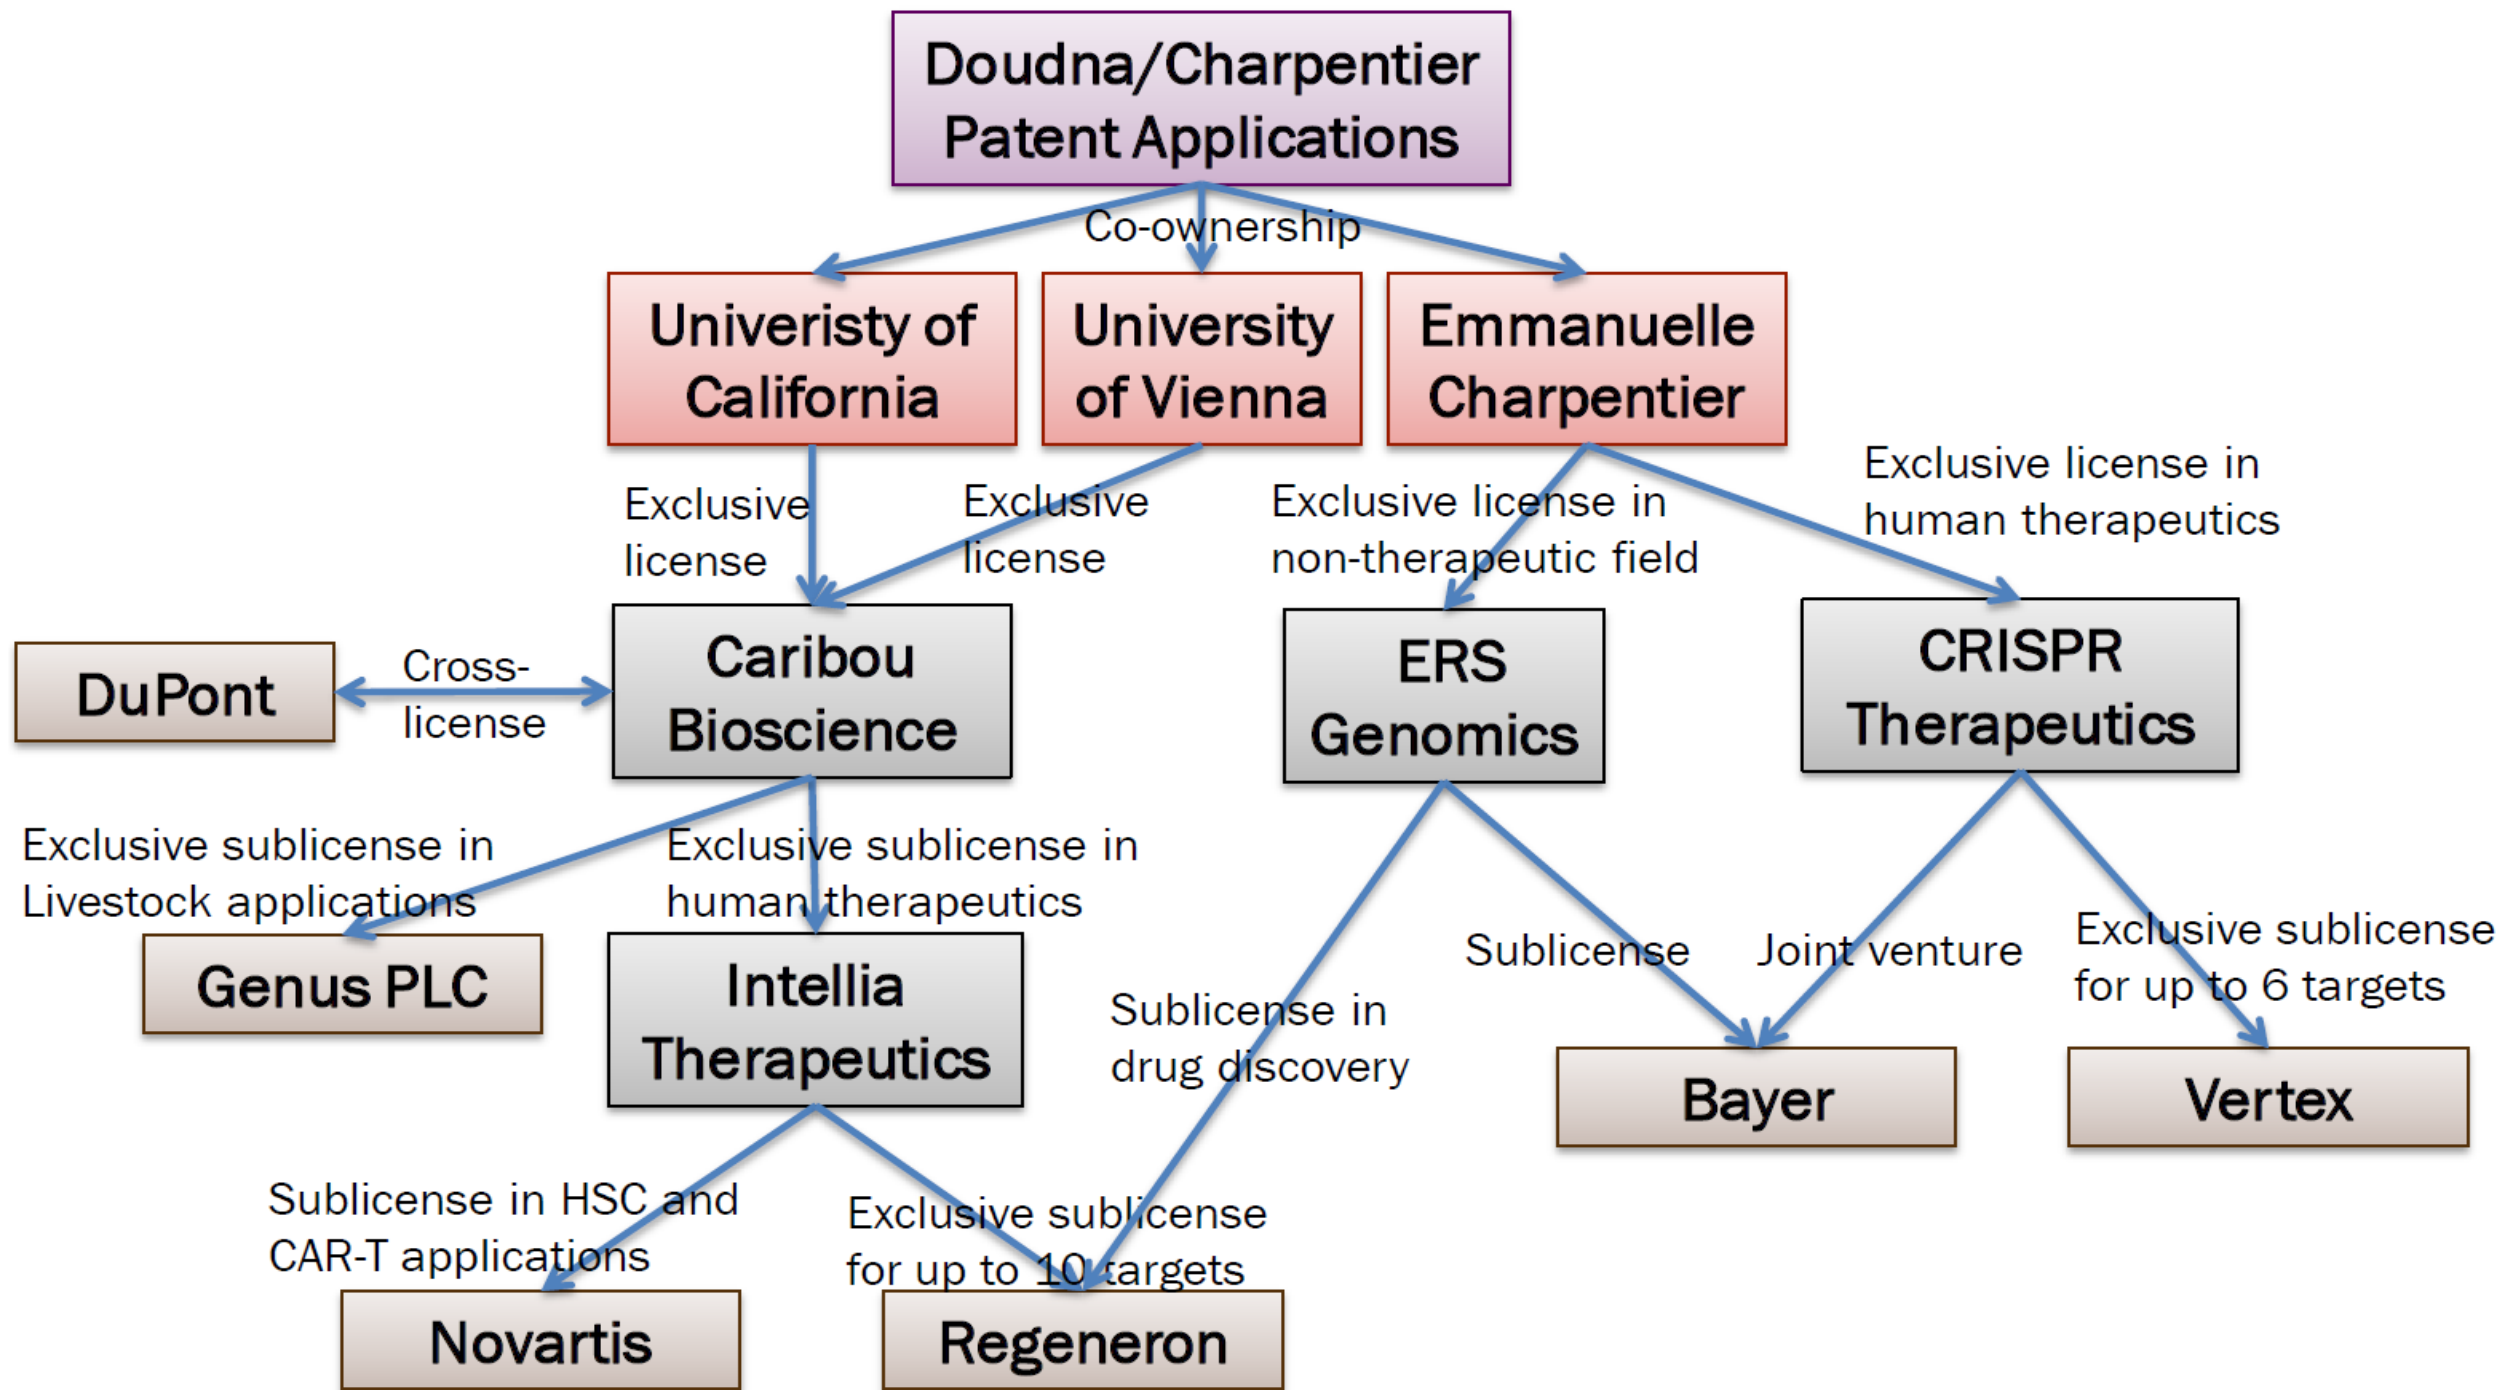 Doudna/Charpentier
Patent Applications
Co-ownership
Univeristy of
California
University
of Vienna
Emmanuelle
Charpentier
Exclusive
license
Exclusive
license
Exclusive license in
non-therapeutic field
Exclusive license in
human therapeutics
DuPont
Cross-
license
Caribou
Bioscience
ERS
Genomics
CRISPR
Therapeutics
Exclusive sublicense in
Livestock applications
Exclusive sublicense in
human therapeutics
Genus PLC
Intellia
Therapeutics
Sublicense in
drug discovery
Sublicense
Joint venture
Exclusive sublicense
for up to 6 targets
Bayer
Vertex
Sublicense in HSC and
CAR-T applications
Exclusive sublicense
for up to 10 targets
Novartis
Regeneron